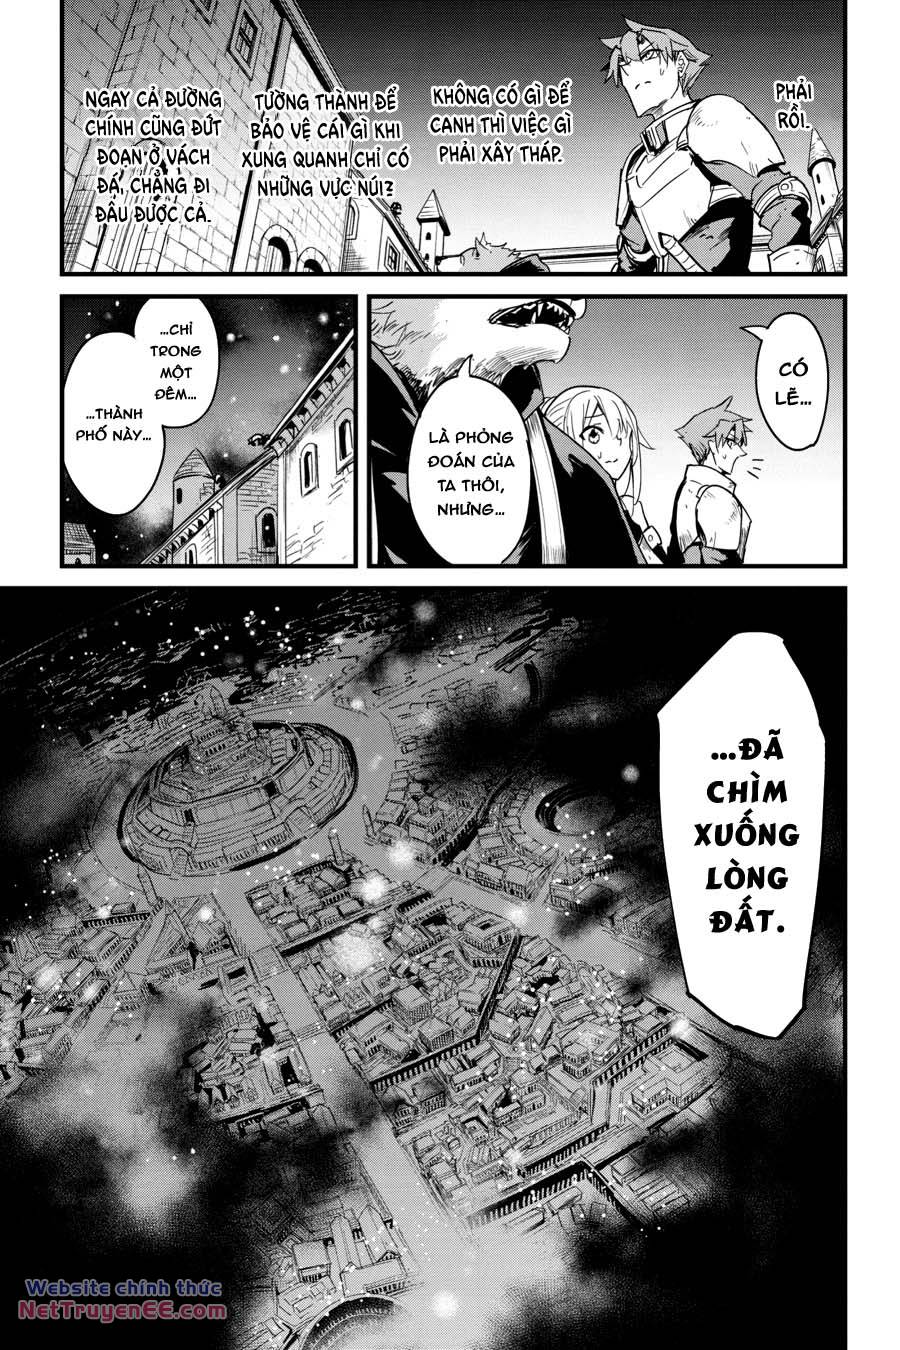 PHẢI
RỒI.
KHÔNG CÓ GÌ ĐỂ
CANH THÌ VIỆC GÌ
PHẢI XÂY THÁP.
TƯỜNG THÀNH ĐỂ
BẢO VỆ CÁI GÌ KHI
XUNG QUANH CHỈ CÓ
NHỮNG VỰC NÚI?
NGAY CẢ ĐƯỜNG
CHÍNH CŨNG ĐỨT
ĐOẠN Ở VÁCH
ĐÁ, CHẲNG ĐI
ĐÂU ĐƯỢC CẢ.
CÓ
LẼ...
LÀ PHỎNG
ĐOÁN CỦA
TA THÔI,
NHƯNG...
...CHỈ
TRONG
MỘT
ĐÊM...
...THÀNH
PHỐ NÀY...
...ĐÃ
CHÌM
XUỐNG
LÒNG
ĐẤT.
Website chính thức
NetTruyenEE.com